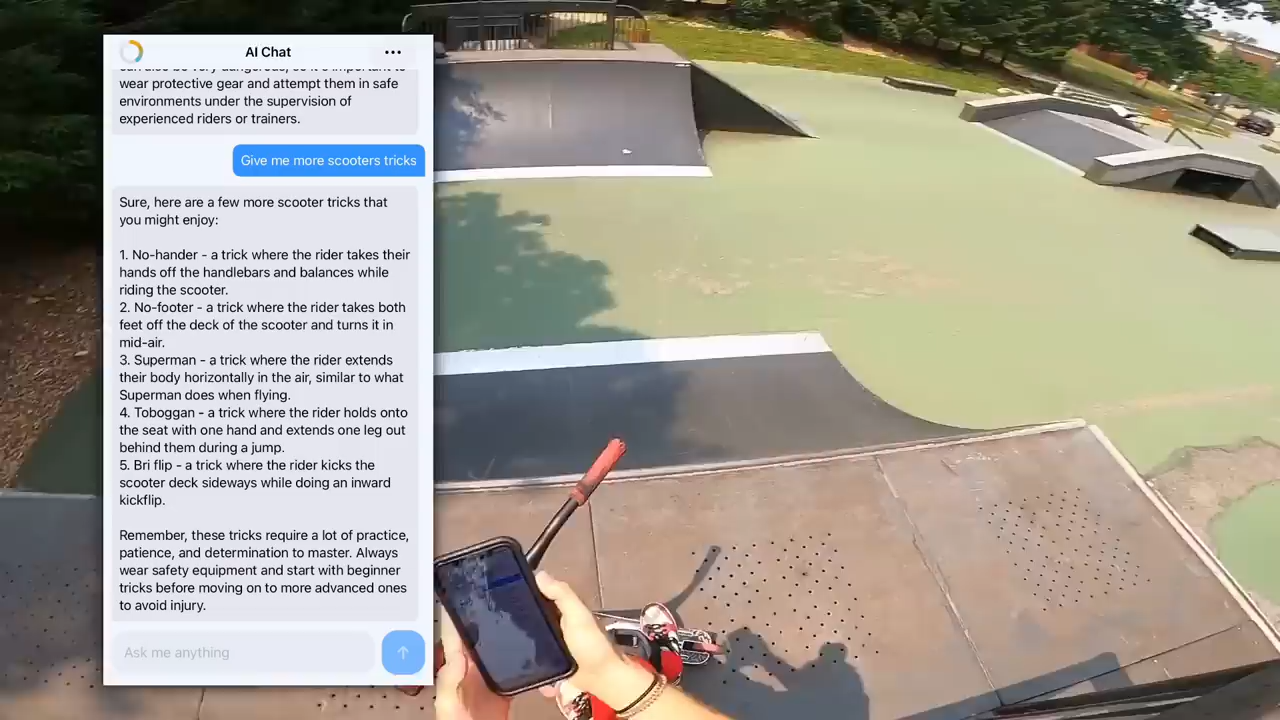 AI Chat
wear protective gear and attempt them in safe
environments under the supervision of
experienced riders or trainers.
Give me more scooters tricks
Sure, here are a few more scooter tricks that
you might enjoy:
1. No-hander - a trick where the rider takes their
hands off the handlebars and balances while
riding the scooter.
2. No-footer - a trick where the rider takes both
feet off the deck of the scooter and turns it in
mid-air.
3. Superman - a trick where the rider extends
their body horizontally in the air, similar to what
Superman does when flying.
4. Toboggan - a trick where the rider holds onto
the seat with one hand and extends one leg out
behind them during a jump.
5. Bri flip - a trick where the rider kicks the
scooter deck sideways while doing an inward
kickflip.
Remember, these tricks require a lot of practice,
patience, and determination to master. Always
wear safety equipment and start with beginner
tricks before moving on to more advanced ones
to avoid injury.
Ask me anything